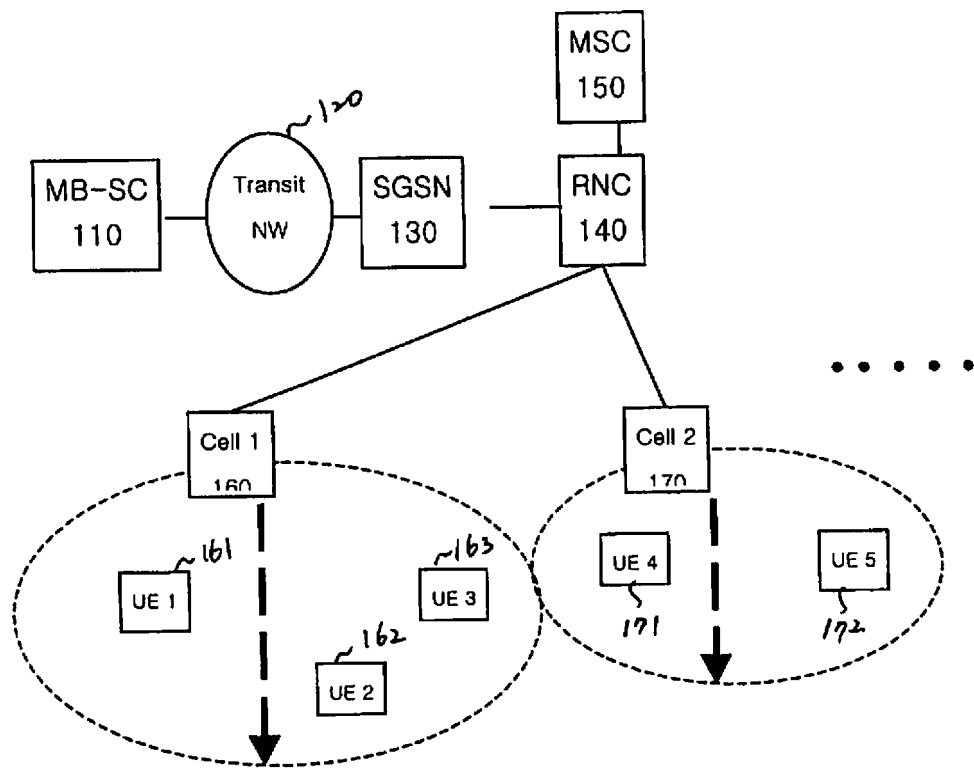 MSC
150
120
MB-SC
110
Transit
NW
SGSN
130
RNC
140
Cell 1
160
Cell 2
170
161
UE 1
163
UE 3
162
UE 2
UE 4
171
UE 5
172